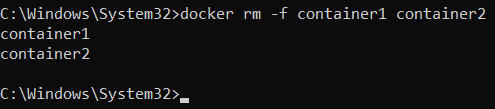 C:\Windows\System32>docker rm -f container1 container2
container1
container2
C:\Windows\System32>